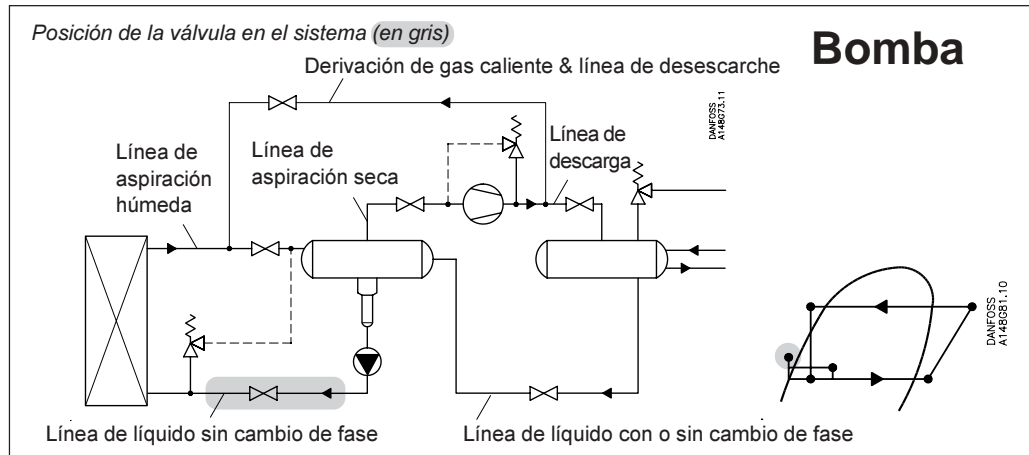 Posición de la válvula en el sistema (en gris)
Bomba
Derivación de gas caliente & línea de desescarche
DANFOSS
A148G73.11
Línea de
aspiración
húmeda
Línea de
aspiración seca
Línea de
descarga
DANFOSS
A148G81.10
Línea de líquido sin cambio de fase
Línea de líquido con o sin cambio de fase